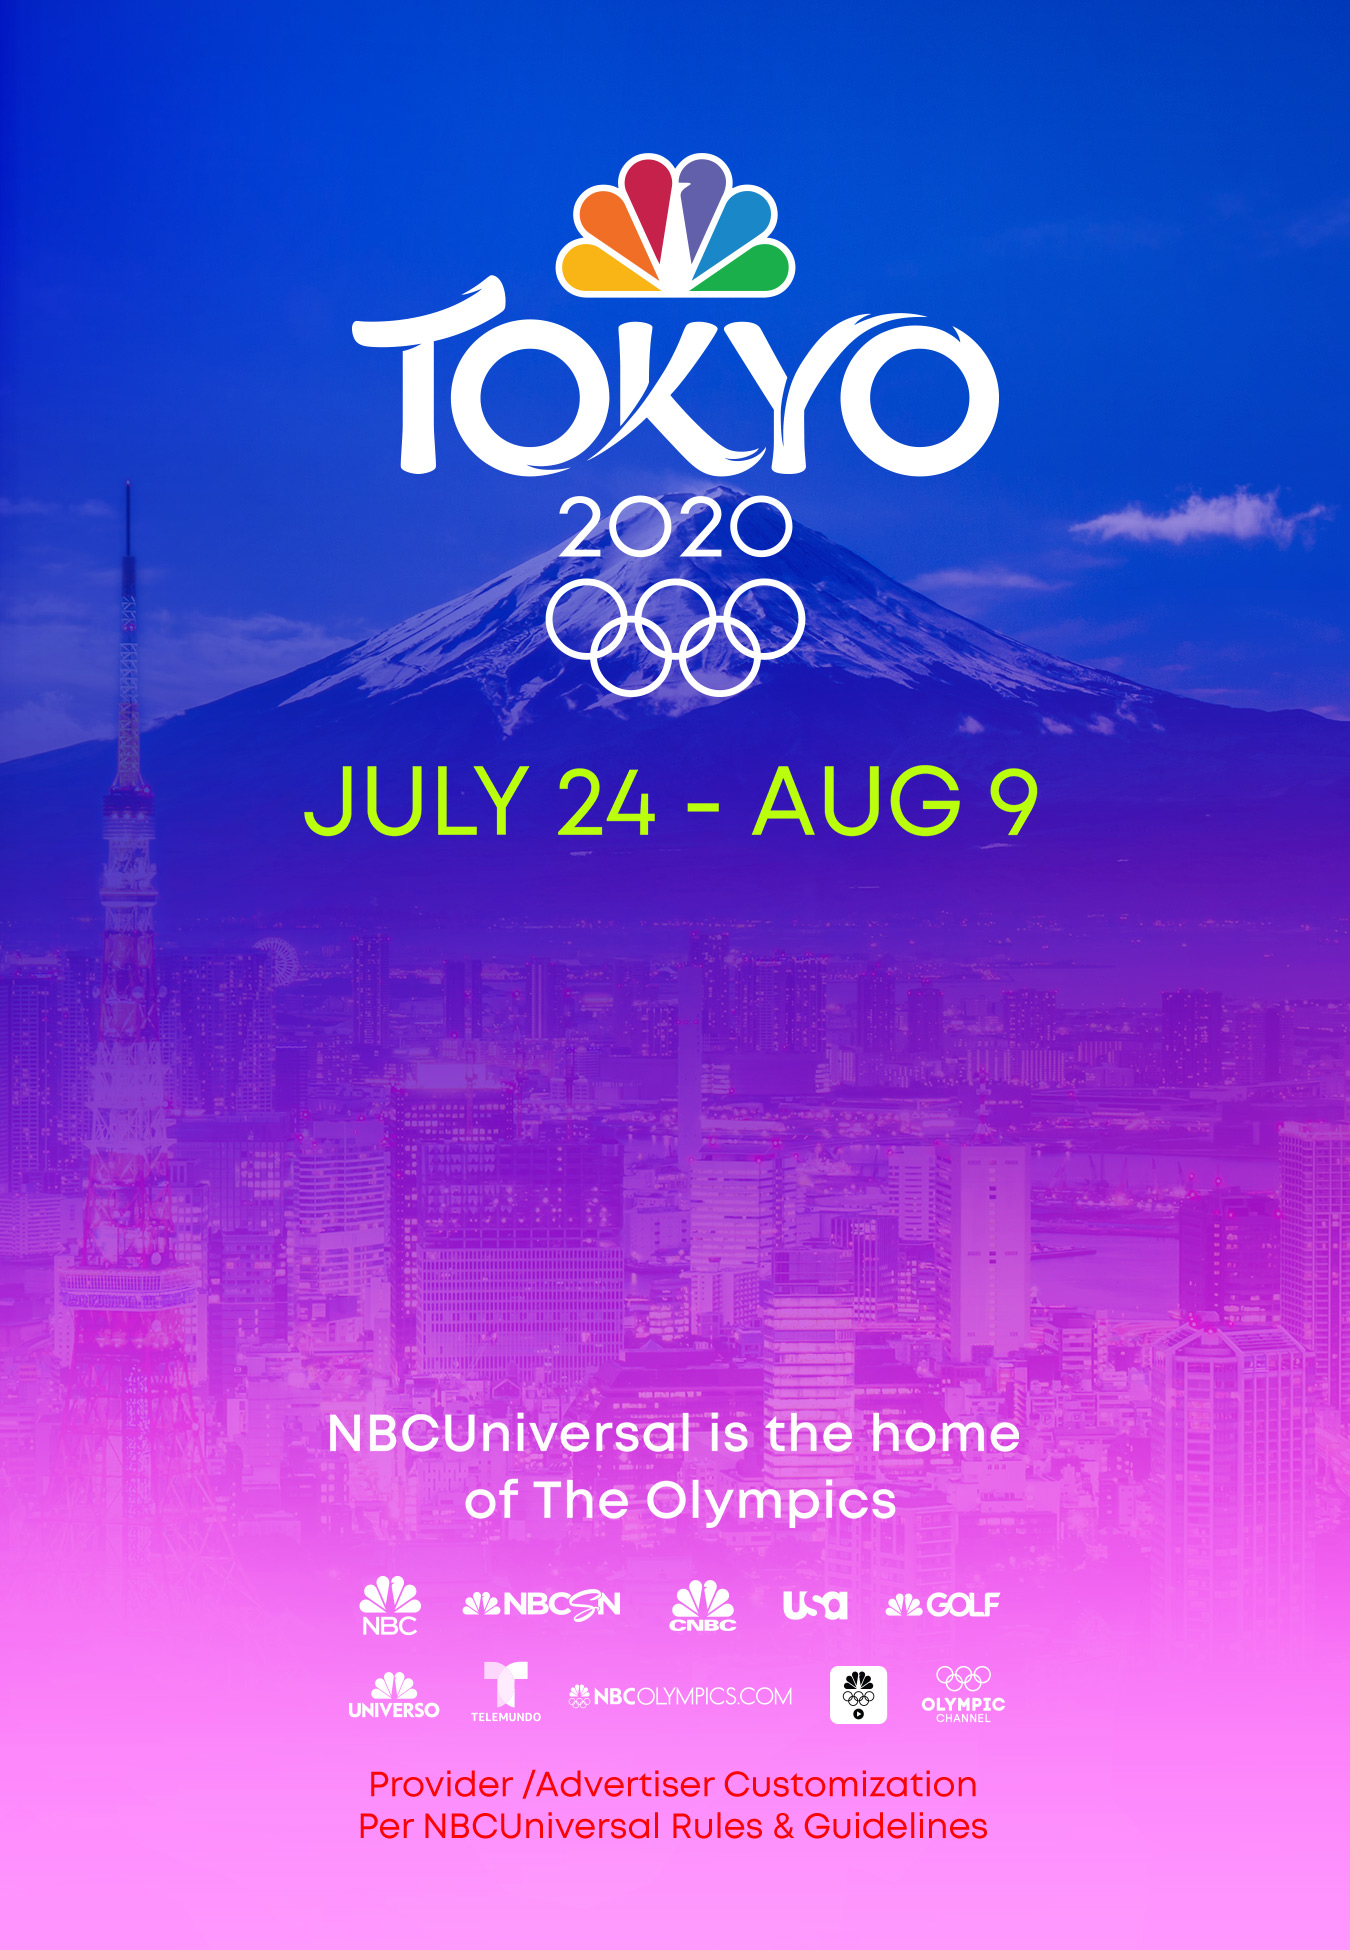 TOKYO
2020
JULY 24 - AUG 9
NBCUniversal is the home
of The Olympics
NBC NBCSN CNBC USA GOLF
UNIVERSO TELEMUNDO NBCOLYMPICS.COM OLYMPIC CHANNEL
Provider /Advertiser Customization
Per NBCUniversal Rules & Guidelines